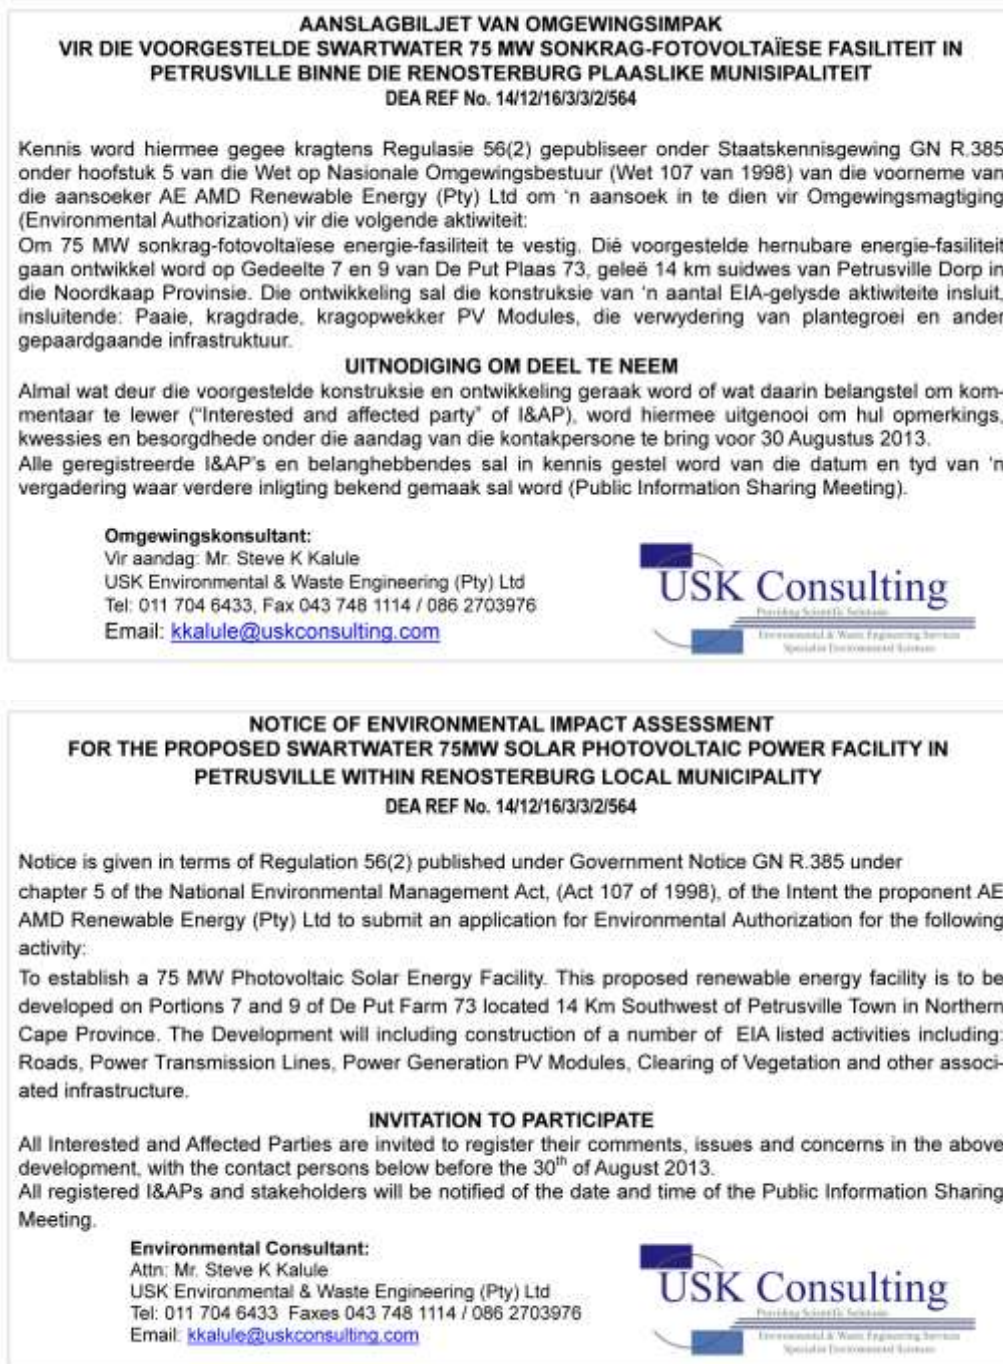 AANSLAGBILJET VAN OMGEWINGSIMPAK
VIR DIE VOORGESTELDE SWARTWATER 75 MW SONKRAG-FOTOVOLTAÏESE FASILITEIT IN
PETRUSVILLE BINNE DIE RENOSTERBURG PLAASLIKE MUNISIPALITEIT
DEA REF No. 14/12/16/3/3/2/564
Kennis word hiermee gegee kragtens Regulasie 56(2) gepubliseer onder Staatskennisgewing GN R.385
onder hoofstuk 5 van die Wet op Nasionale Omgewingsbestuur (Wet 107 van 1998) van die voorneme van
die aansoeker AE AMD Renewable Energy (Pty) Ltd om ‘n aansoek in te dien vir Omgewingsmagtiging
(Environmental Authorization) vir die volgende aktiwiteit:
Om 75 MW sonkrag-fotovoltaïese energie-fasiliteit te vestig. Dié voorgestelde hernubare energie-fasiliteit
gaan ontwikkel word op Gedeelte 7 en 9 van De Put Plaas 73, geleë 14 km suidwes van Petrusville Dorp in
die Noordkaap Provinsie. Die ontwikkeling sal die konstruksie van ‘n aantal EIA-gelysde aktiwiteite insluit,
insluitende: Paaie, kragdrade, kragopwekker PV Modules, die verwydering van plantegroei en ander
gepaardgaande infrastruktuur.
UITNODIGING OM DEEL TE NEEM
Almal wat deur die voorgestelde konstruksie en ontwikkeling geraak word of wat daarin belangstel om kom-
mentaar te lewer (“Interested and affected party” of I&AP), word hiermee uitgenooi om hul opmerkings,
kwessies en besorgdhede onder die aandag van die kontakpersone te bring voor 30 Augustus 2013.
Alle geregistreerde I&AP’s en belanghebbendes sal in kennis gestel word van die datum en tyd van ‘n
vergadering waar verdere inligting bekend gemaak sal word (Public Information Sharing Meeting).
Omgewingskonsultant:
Vir aandag: Mr. Steve K Kalule
USK Environmental & Waste Engineering (Pty) Ltd
Tel: 011 704 6433, Fax 043 748 1114 / 086 2703976
Email: kkalule@uskconsulting.com
USK Consulting
Providing Scientific Solutions
Environmental & Waste Engineering Services
Specialist Environmental Sciences
NOTICE OF ENVIRONMENTAL IMPACT ASSESSMENT
FOR THE PROPOSED SWARTWATER 75MW SOLAR PHOTOVOLTAIC POWER FACILITY IN
PETRUSVILLE WITHIN RENOSTERBURG LOCAL MUNICIPALITY
DEA REF No. 14/12/16/3/3/2/564
Notice is given in terms of Regulation 56(2) published under Government Notice GN R.385 under
chapter 5 of the National Environmental Management Act, (Act 107 of 1998), of the Intent the proponent AE
AMD Renewable Energy (Pty) Ltd to submit an application for Environmental Authorization for the following
activity:
To establish a 75 MW Photovoltaic Solar Energy Facility. This proposed renewable energy facility is to be
developed on Portions 7 and 9 of De Put Farm 73 located 14 Km Southwest of Petrusville Town in Northern
Cape Province. The Development will including construction of a number of EIA listed activities including:
Roads, Power Transmission Lines, Power Generation PV Modules, Clearing of Vegetation and other associ-
ated infrastructure.
INVITATION TO PARTICIPATE
All Interested and Affected Parties are invited to register their comments, issues and concerns in the above
development, with the contact persons below before the 30th of August 2013.
All registered I&APs and stakeholders will be notified of the date and time of the Public Information Sharing
Meeting.
Environmental Consultant:
Attn: Mr. Steve K Kalule
USK Environmental & Waste Engineering (Pty) Ltd
Tel: 011 704 6433 Faxes 043 748 1114 / 086 2703976
Email: kkalule@uskconsulting.com
USK Consulting
Providing Scientific Solutions
Environmental & Waste Engineering Services
Specialist Environmental Sciences